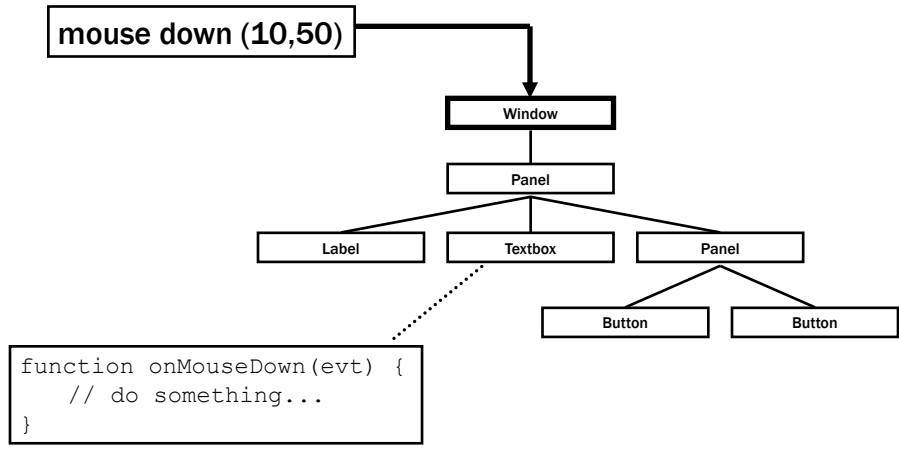 mouse down (10,50)
Window
Panel
Label
Textbox
Panel
Button
Button
function onMouseDown(evt) {
// do something...
}